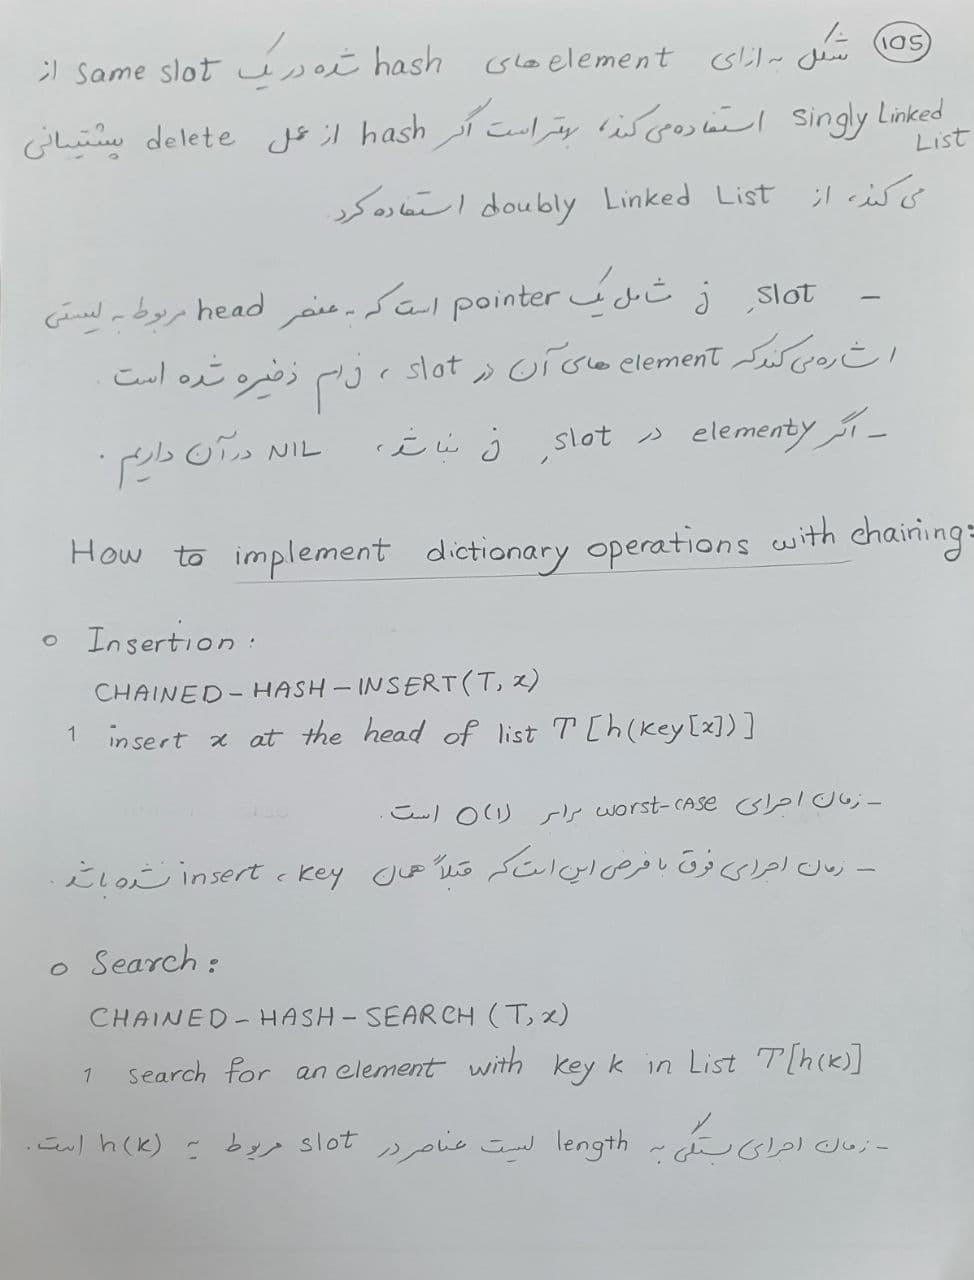 105
شکل به ازای element های hash شده در یک same slot از
singly Linked List استفاده می‌کند، بهتر است اگر hash از عمل delete پشتیبانی
می کند، از doubly Linked List استفاده کرد.
- slot j شامل یک pointer است که به عنصر head مربوط به لیستی
اشاره می‌کند که element های آن در slot ، j ام ذخیره شده است.
- اگر elementy در slot j نباشد، NIL در آن داریم.
How to implement dictionary operations with chaining:
o Insertion:
CHAINED-HASH-INSERT(T, x)
1 insert x at the head of list T[h(key[x])]
- زمان اجرای worst-case برابر O(1) است.
- زمان اجرای فوق با فرض این است که قبلاً همان key ، insert نشده باشد.
o Search:
CHAINED-HASH-SEARCH (T, x)
1 search for an element with key k in List T[h(k)]
- زمان اجرای بستگی به length لیست عناصر در slot مربوط به h(k) است.